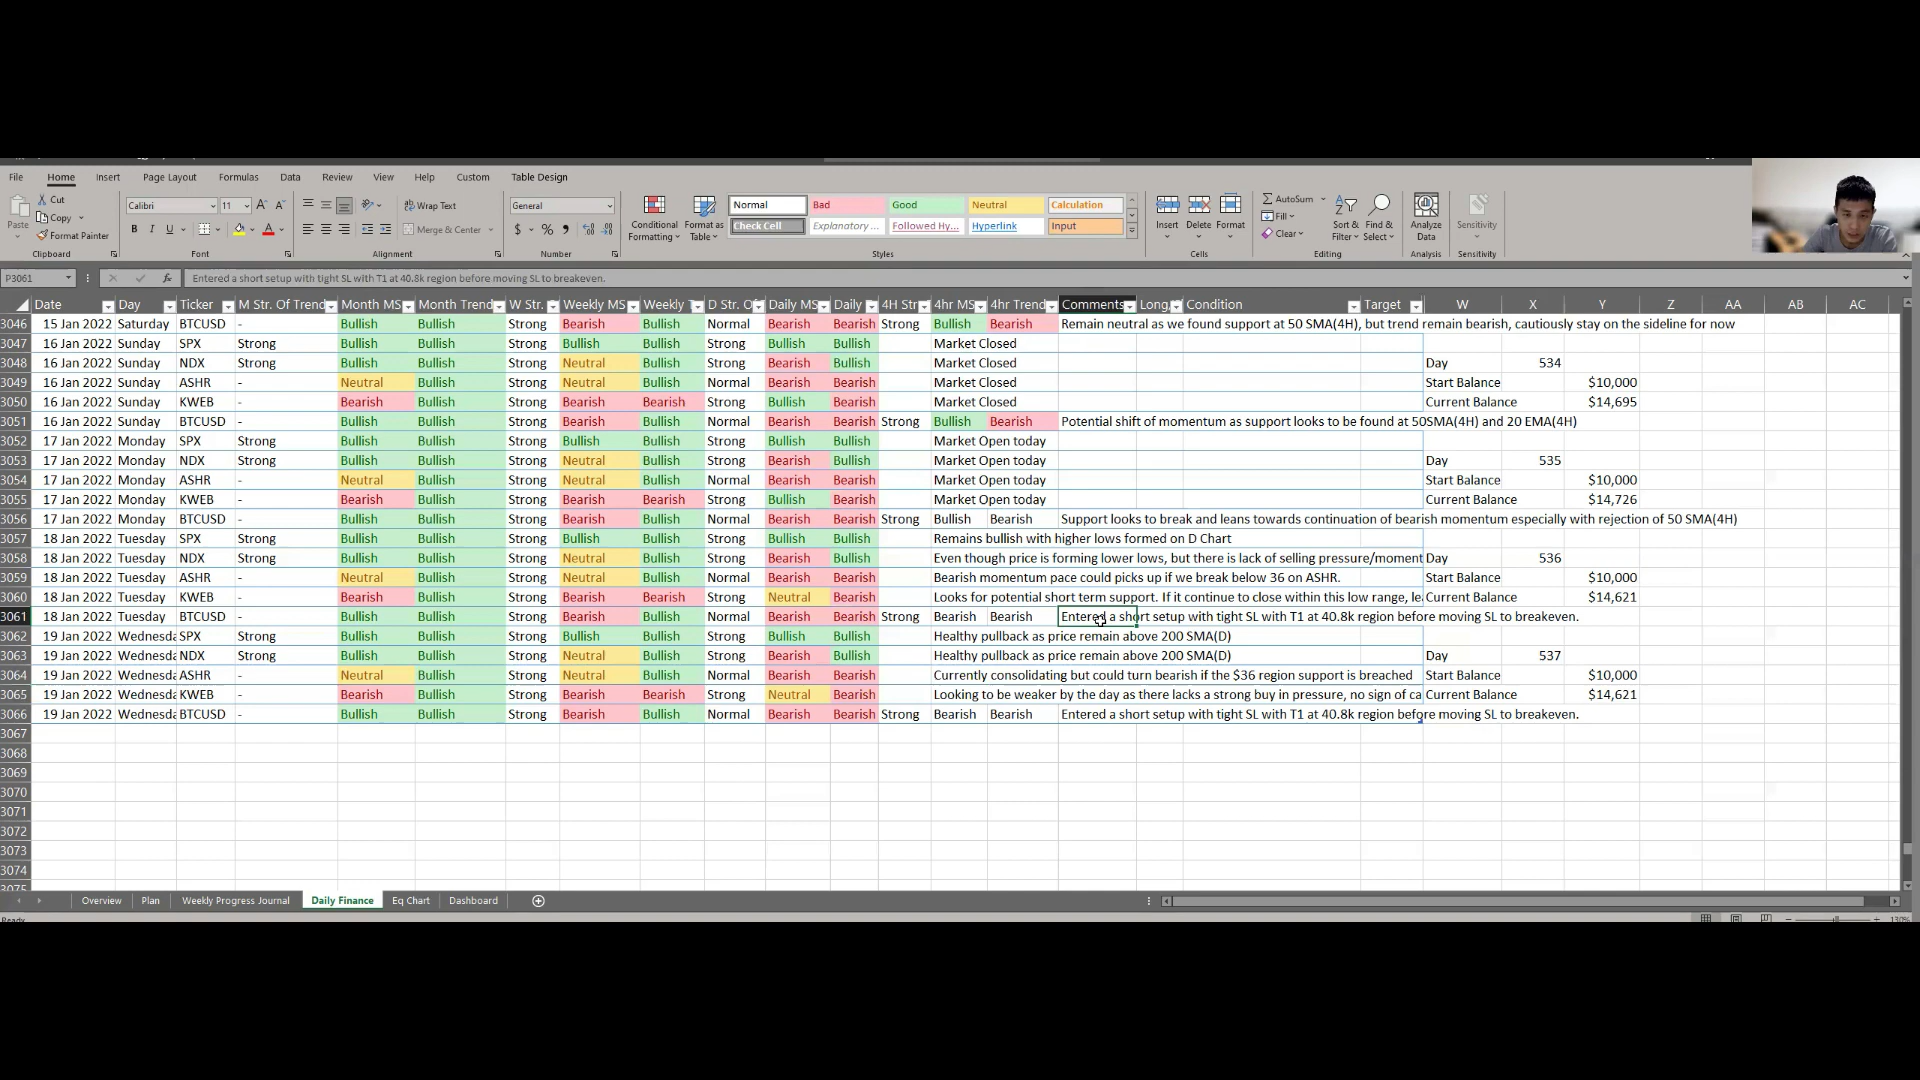 File Home Insert Page Layout Formulas Data Review View Help Custom Table Design
Cut
Copy
Format Painter
Paste
Clipboard
Calibri 11
B I U
Font
Wrap Text
Merge & Center
Alignment
General
$ % 9
Number
Conditional Formatting
Format as Table
Normal Bad Good Neutral Calculation
Check Cell Explanatory ... Followed Hy... Hyperlink Input
Styles
Insert Delete Format
Cells
AutoSum
Fill
Clear
Sort & Filter
Find & Select
Editing
Analyze Data
Analysis
Sensitivity
Sensitivity
P3061 fx Entered a short setup with tight SL with T1 at 40.8k region before moving SL to breakeven.
Date Day Ticker M Str. Of Trend Month MS Month Trend W Str. Weekly MS Weekly T D Str. O Daily MS Daily 4H Str 4hr MS 4hr Trend Comments Long Condition Target W X Y Z AA AB AC
3046 15 Jan 2022 Saturday BTCUSD - Bullish Bullish Strong Bearish Bullish Normal Bearish Bearish Strong Bullish Bearish Remain neutral as we found support at 50 SMA(4H), but trend remain bearish, cautiously stay on the sideline for now
3047 16 Jan 2022 Sunday SPX Strong Bullish Bullish Strong Bullish Bullish Strong Bullish Bullish Market Closed
3048 16 Jan 2022 Sunday NDX Strong Bullish Bullish Strong Neutral Bullish Strong Bearish Bullish Market Closed Day 534
3049 16 Jan 2022 Sunday ASHR - Neutral Bullish Strong Neutral Bullish Normal Bearish Bearish Market Closed Start Balance $10,000
3050 16 Jan 2022 Sunday KWEB - Bearish Bullish Strong Bearish Bearish Strong Bullish Bearish Market Closed Current Balance $14,695
3051 16 Jan 2022 Sunday BTCUSD - Bullish Bullish Strong Bearish Bullish Normal Bearish Bearish Strong Bullish Bearish Potential shift of momentum as support looks to be found at 50SMA(4H) and 20 EMA(4H)
3052 17 Jan 2022 Monday SPX Strong Bullish Bullish Strong Bullish Bullish Strong Bullish Bullish Market Open today
3053 17 Jan 2022 Monday NDX Strong Bullish Bullish Strong Neutral Bullish Strong Bearish Bullish Market Open today Day 535
3054 17 Jan 2022 Monday ASHR - Neutral Bullish Strong Neutral Bullish Normal Bearish Bearish Market Open today Start Balance $10,000
3055 17 Jan 2022 Monday KWEB - Bearish Bullish Strong Bearish Bearish Strong Bullish Bearish Market Open today Current Balance $14,726
3056 17 Jan 2022 Monday BTCUSD - Bullish Bullish Strong Bearish Bullish Normal Bearish Bearish Strong Bullish Bearish Support looks to break and leans towards continuation of bearish momentum especially with rejection of 50 SMA(4H)
3057 18 Jan 2022 Tuesday SPX Strong Bullish Bullish Strong Bullish Bullish Strong Bullish Bullish Remains bullish with higher lows formed on D Chart
3058 18 Jan 2022 Tuesday NDX Strong Bullish Bullish Strong Neutral Bullish Strong Bearish Bullish Even though price is forming lower lows, but there is lack of selling pressure/moment Day 536
3059 18 Jan 2022 Tuesday ASHR - Neutral Bullish Strong Neutral Bullish Normal Bearish Bearish Bearish momentum pace could picks up if we break below 36 on ASHR. Start Balance $10,000
3060 18 Jan 2022 Tuesday KWEB - Bearish Bullish Strong Bearish Bearish Strong Neutral Bearish Looks for potential short term support. If it continue to close within this low range, le Current Balance $14,621
3061 18 Jan 2022 Tuesday BTCUSD - Bullish Bullish Strong Bearish Bullish Normal Bearish Bearish Strong Bearish Bearish Entered a short setup with tight SL with T1 at 40.8k region before moving SL to breakeven.
3062 19 Jan 2022 Wednesda SPX Strong Bullish Bullish Strong Bullish Bullish Strong Bullish Bullish Healthy pullback as price remain above 200 SMA(D)
3063 19 Jan 2022 Wednesda NDX Strong Bullish Bullish Strong Neutral Bullish Strong Bearish Bullish Healthy pullback as price remain above 200 SMA(D) Day 537
3064 19 Jan 2022 Wednesda ASHR - Neutral Bullish Strong Neutral Bullish Normal Bearish Bearish Currently consolidating but could turn bearish if the $36 region support is breached Start Balance $10,000
3065 19 Jan 2022 Wednesda KWEB - Bearish Bullish Strong Bearish Bearish Strong Neutral Bearish Looking to be weaker by the day as there lacks a strong buy in pressure, no sign of ca Current Balance $14,621
3066 19 Jan 2022 Wednesda BTCUSD - Bullish Bullish Strong Bearish Bullish Normal Bearish Bearish Strong Bearish Bearish Entered a short setup with tight SL with T1 at 40.8k region before moving SL to breakeven.
3067
3068
3069
3070
3071
3072
3073
3074
3075
Overview Plan Weekly Progress Journal Daily Finance Eq Chart Dashboard
Ready 130%